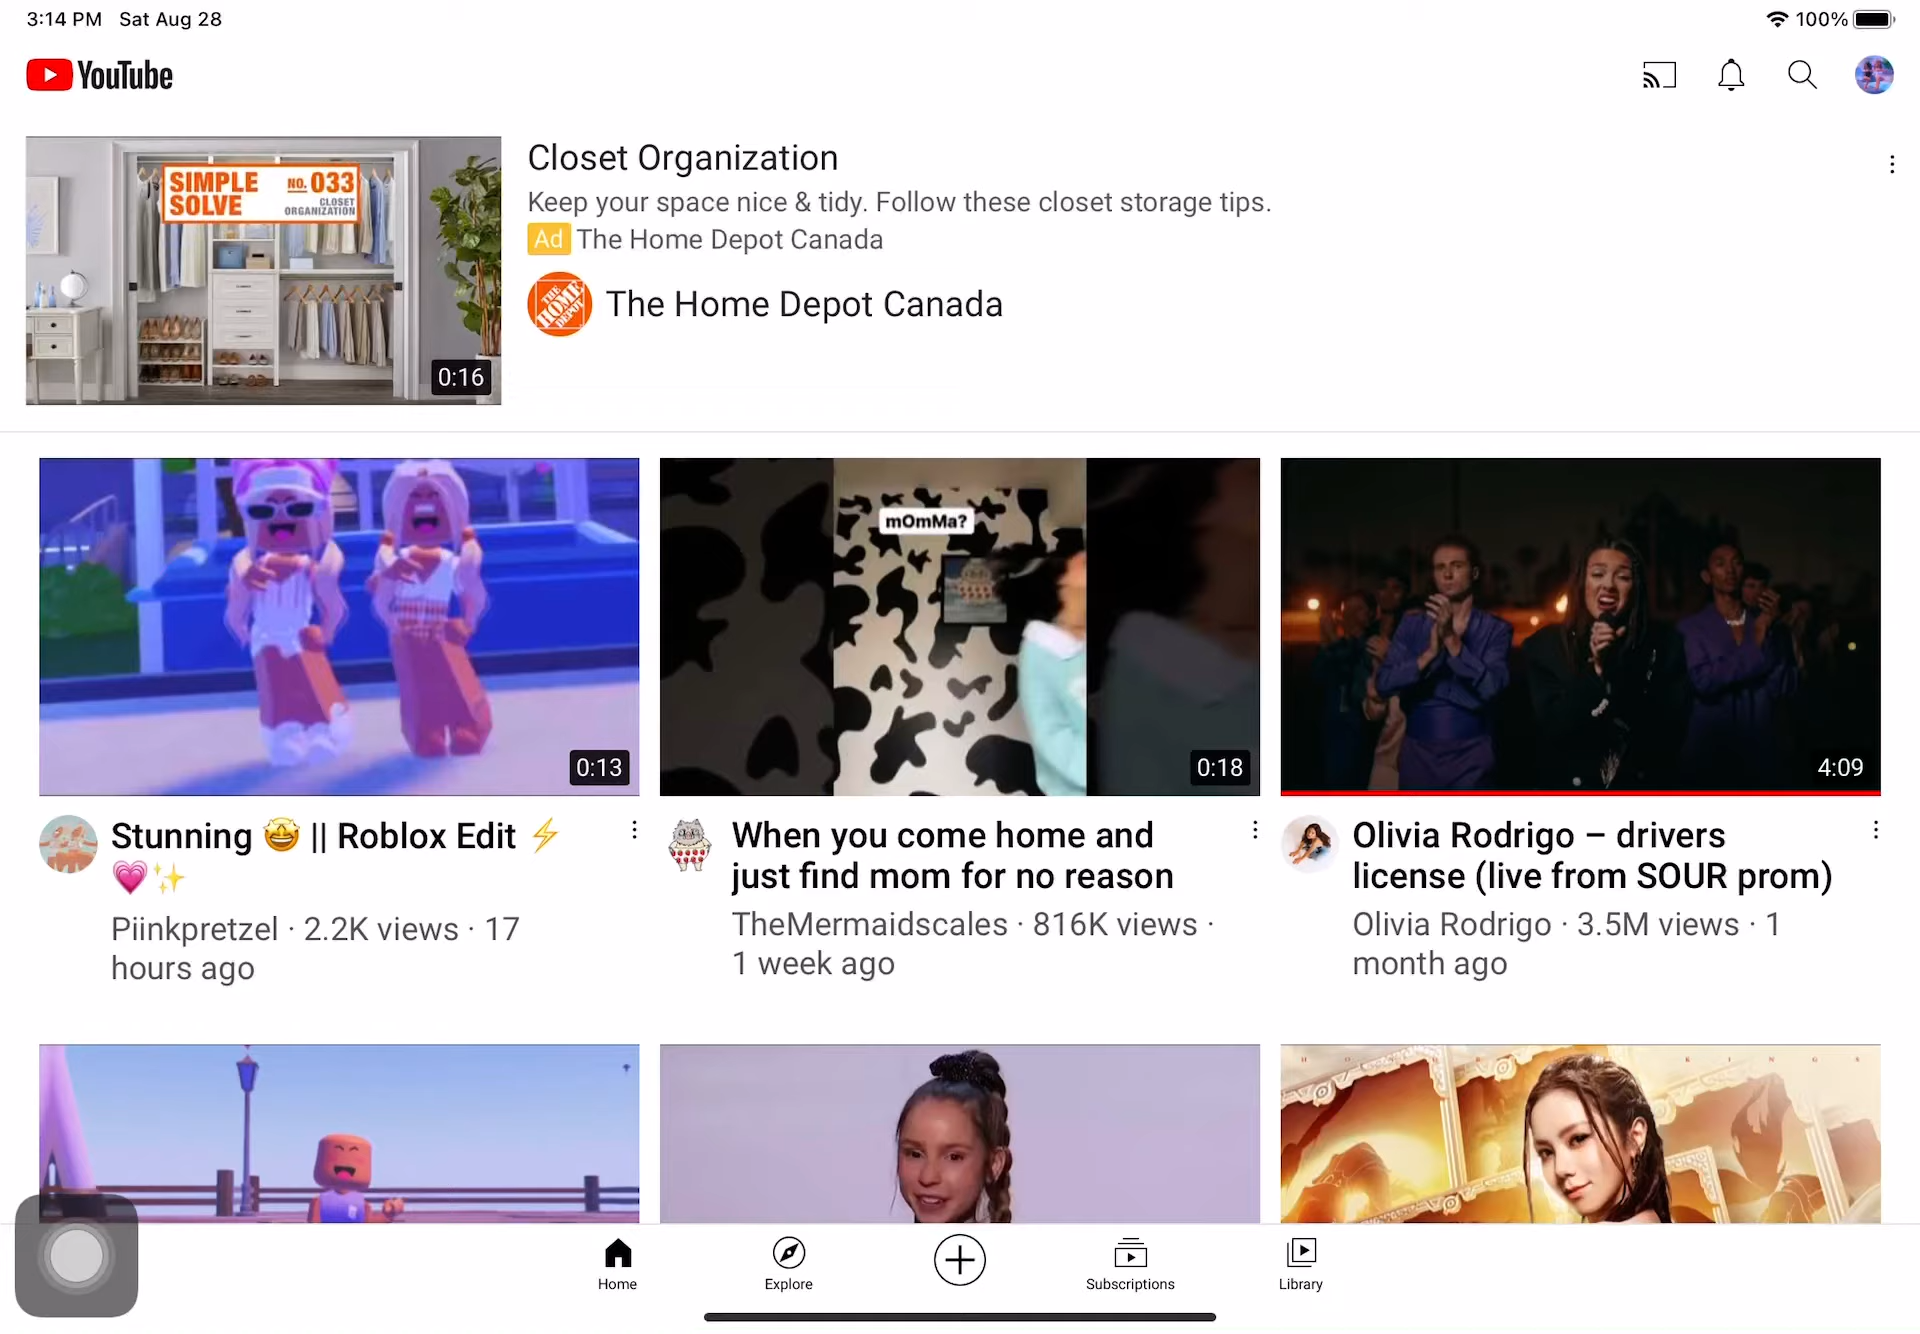 3:14 PM Sat Aug 28
100%
YouTube
SIMPLE SOLVE
NO. 033
CLOSET ORGANIZATION
0:16
Closet Organization
Keep your space nice & tidy. Follow these closet storage tips.
Ad The Home Depot Canada
THE HOME DEPOT
The Home Depot Canada
0:13
mOmMa?
0:18
4:09
Stunning 🤩 || Roblox Edit ⚡
💗✨
Piinkpretzel · 2.2K views · 17
hours ago
When you come home and
just find mom for no reason
TheMermaidscales · 816K views ·
1 week ago
Olivia Rodrigo – drivers
license (live from SOUR prom)
Olivia Rodrigo · 3.5M views · 1
month ago
Home
Explore
Subscriptions
Library